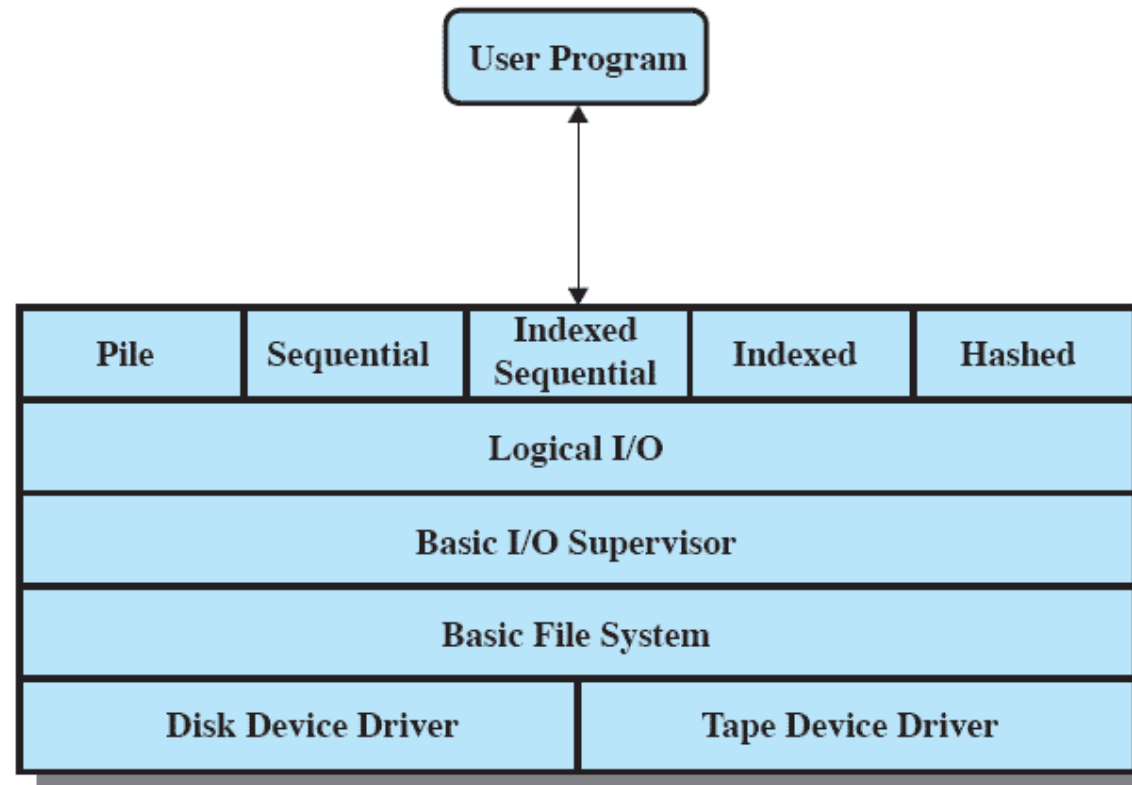 User Program
Pile
Sequential
Indexed
Sequential
Indexed
Hashed
Logical I/O
Basic I/O Supervisor
Basic File System
Disk Device Driver
Tape Device Driver